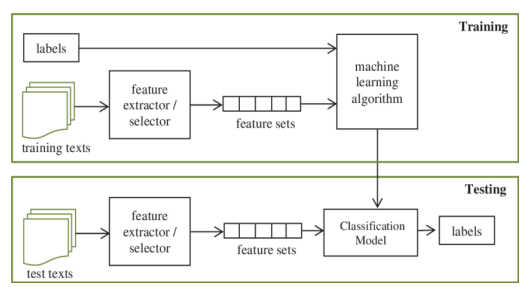 Training
labels
machine
learning
algorithm
feature
extractor /
selector
feature sets
training texts
Testing
feature
extractor /
selector
feature sets
Classification
Model
labels
test texts